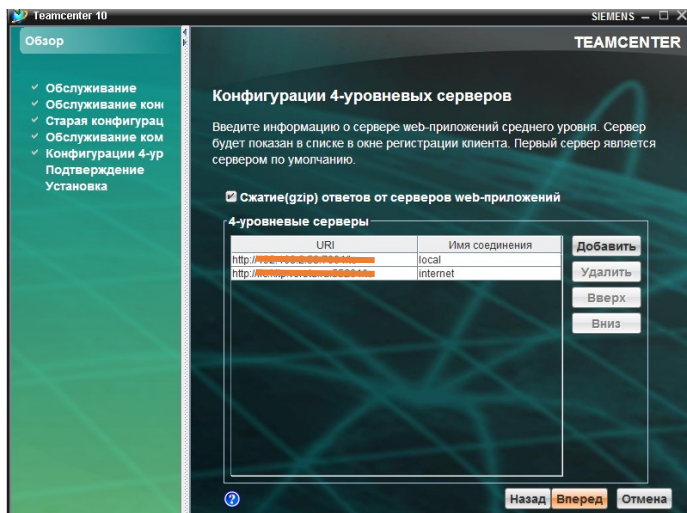 Teamcenter 10
SIEMENS
Обзор
TEAMCENTER
Обслуживание
Обслуживание кон
Старая конфигурац
Обслуживание ком
Конфигурации 4-ур
Подтверждение
Установка
Конфигурации 4-уровневых серверов
Введите информацию о сервере web-приложений среднего уровня. Сервер
будет показан в списке в окне регистрации клиента. Первый сервер является
сервером по умолчанию.
Сжатие(gzip) ответов от серверов web-приложений
4-уровневые серверы
URI Имя соединения
http:// local
http:// internet
Добавить
Удалить
Вверх
Вниз
Назад Вперед Отмена